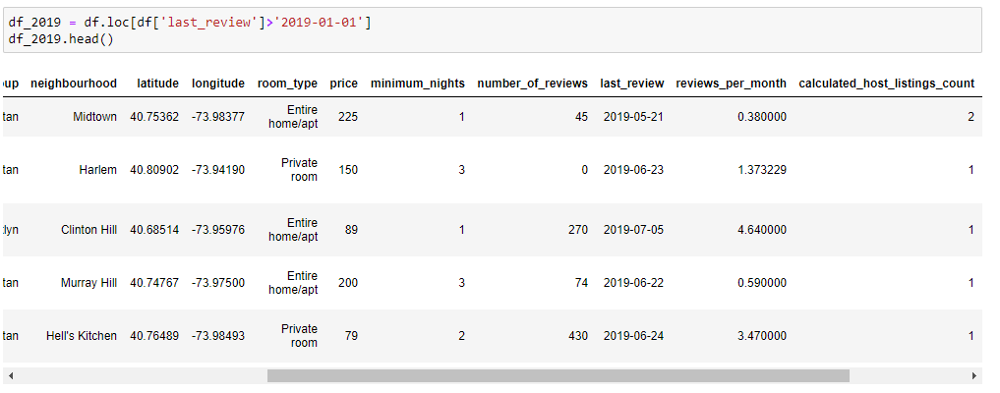 df_2019 = df.loc[df['last_review']>'2019-01-01']
df_2019.head()
up neighbourhood latitude longitude room_type price minimum_nights number_of_reviews last_review reviews_per_month calculated_host_listings_count
tan Midtown 40.75362 -73.98377 Entire home/apt 225 1 45 2019-05-21 0.380000 2
tan Harlem 40.80902 -73.94190 Private room 150 3 0 2019-06-23 1.373229 1
lyn Clinton Hill 40.68514 -73.95976 Entire home/apt 89 1 270 2019-07-05 4.640000 1
tan Murray Hill 40.74767 -73.97500 Entire home/apt 200 3 74 2019-06-22 0.590000 1
tan Hell's Kitchen 40.76489 -73.98493 Private room 79 2 430 2019-06-24 3.470000 1